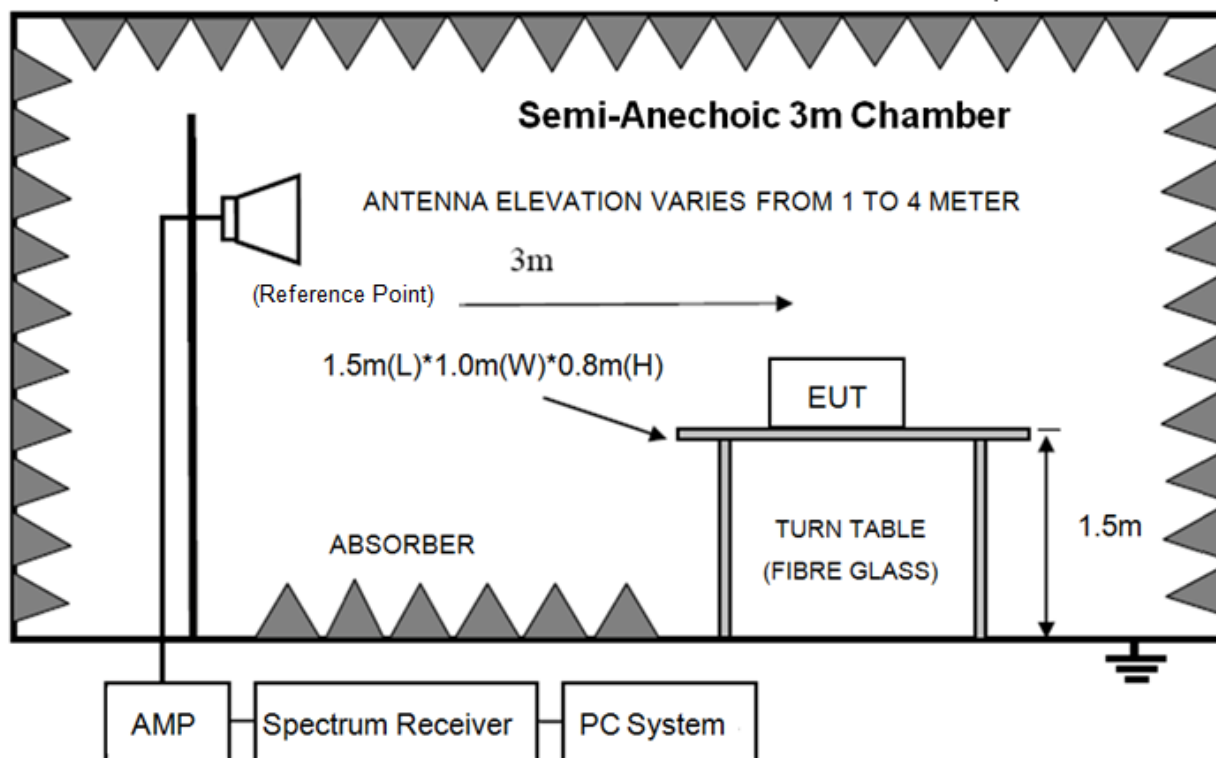 Semi-Anechoic 3m Chamber
ANTENNA ELEVATION VARIES FROM 1 TO 4 METER
3m
(Reference Point)
1.5m(L)*1.0m(W)*0.8m(H)
EUT
TURN TABLE
(FIBRE GLASS)
1.5m
ABSORBER
AMP
Spectrum Receiver
PC System